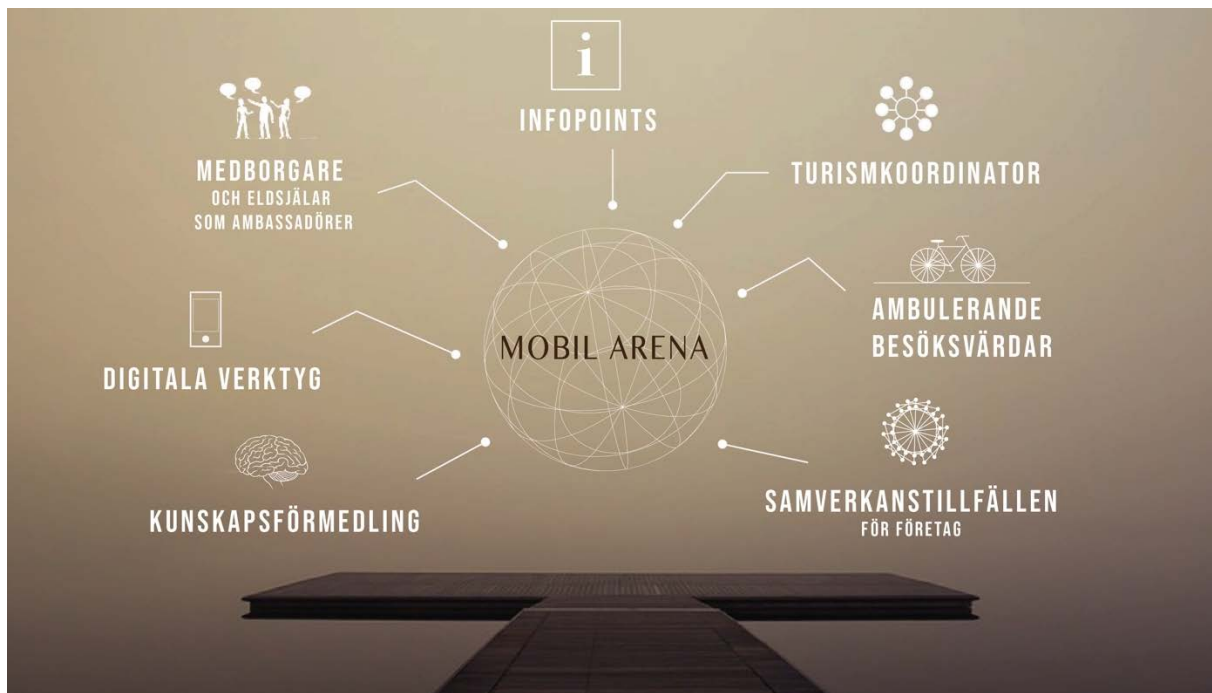 i
INFOPOINTS
MEDBORGARE
OCH ELDSJÄLAR
SOM AMBASSADÖRER
TURISMKOORDINATOR
AMBULERANDE
BESÖKSVÄRDAR
MOBIL ARENA
DIGITALA VERKTYG
SAMVERKANSTILLFÄLLEN
FÖR FÖRETAG
KUNSKAPSFÖRMEDLING